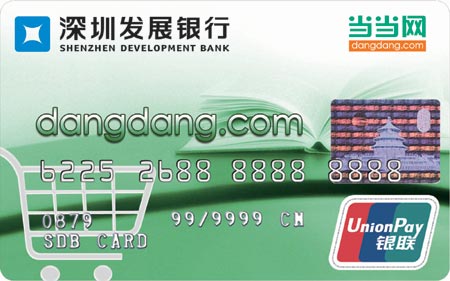 深圳发展银行
SHENZHEN DEVELOPMENT BANK
当当网
dangdang.com
dangdang.com
6225 2688 8888 8888
0879 99/9999 CN
SDB CARD
UnionPay
银联